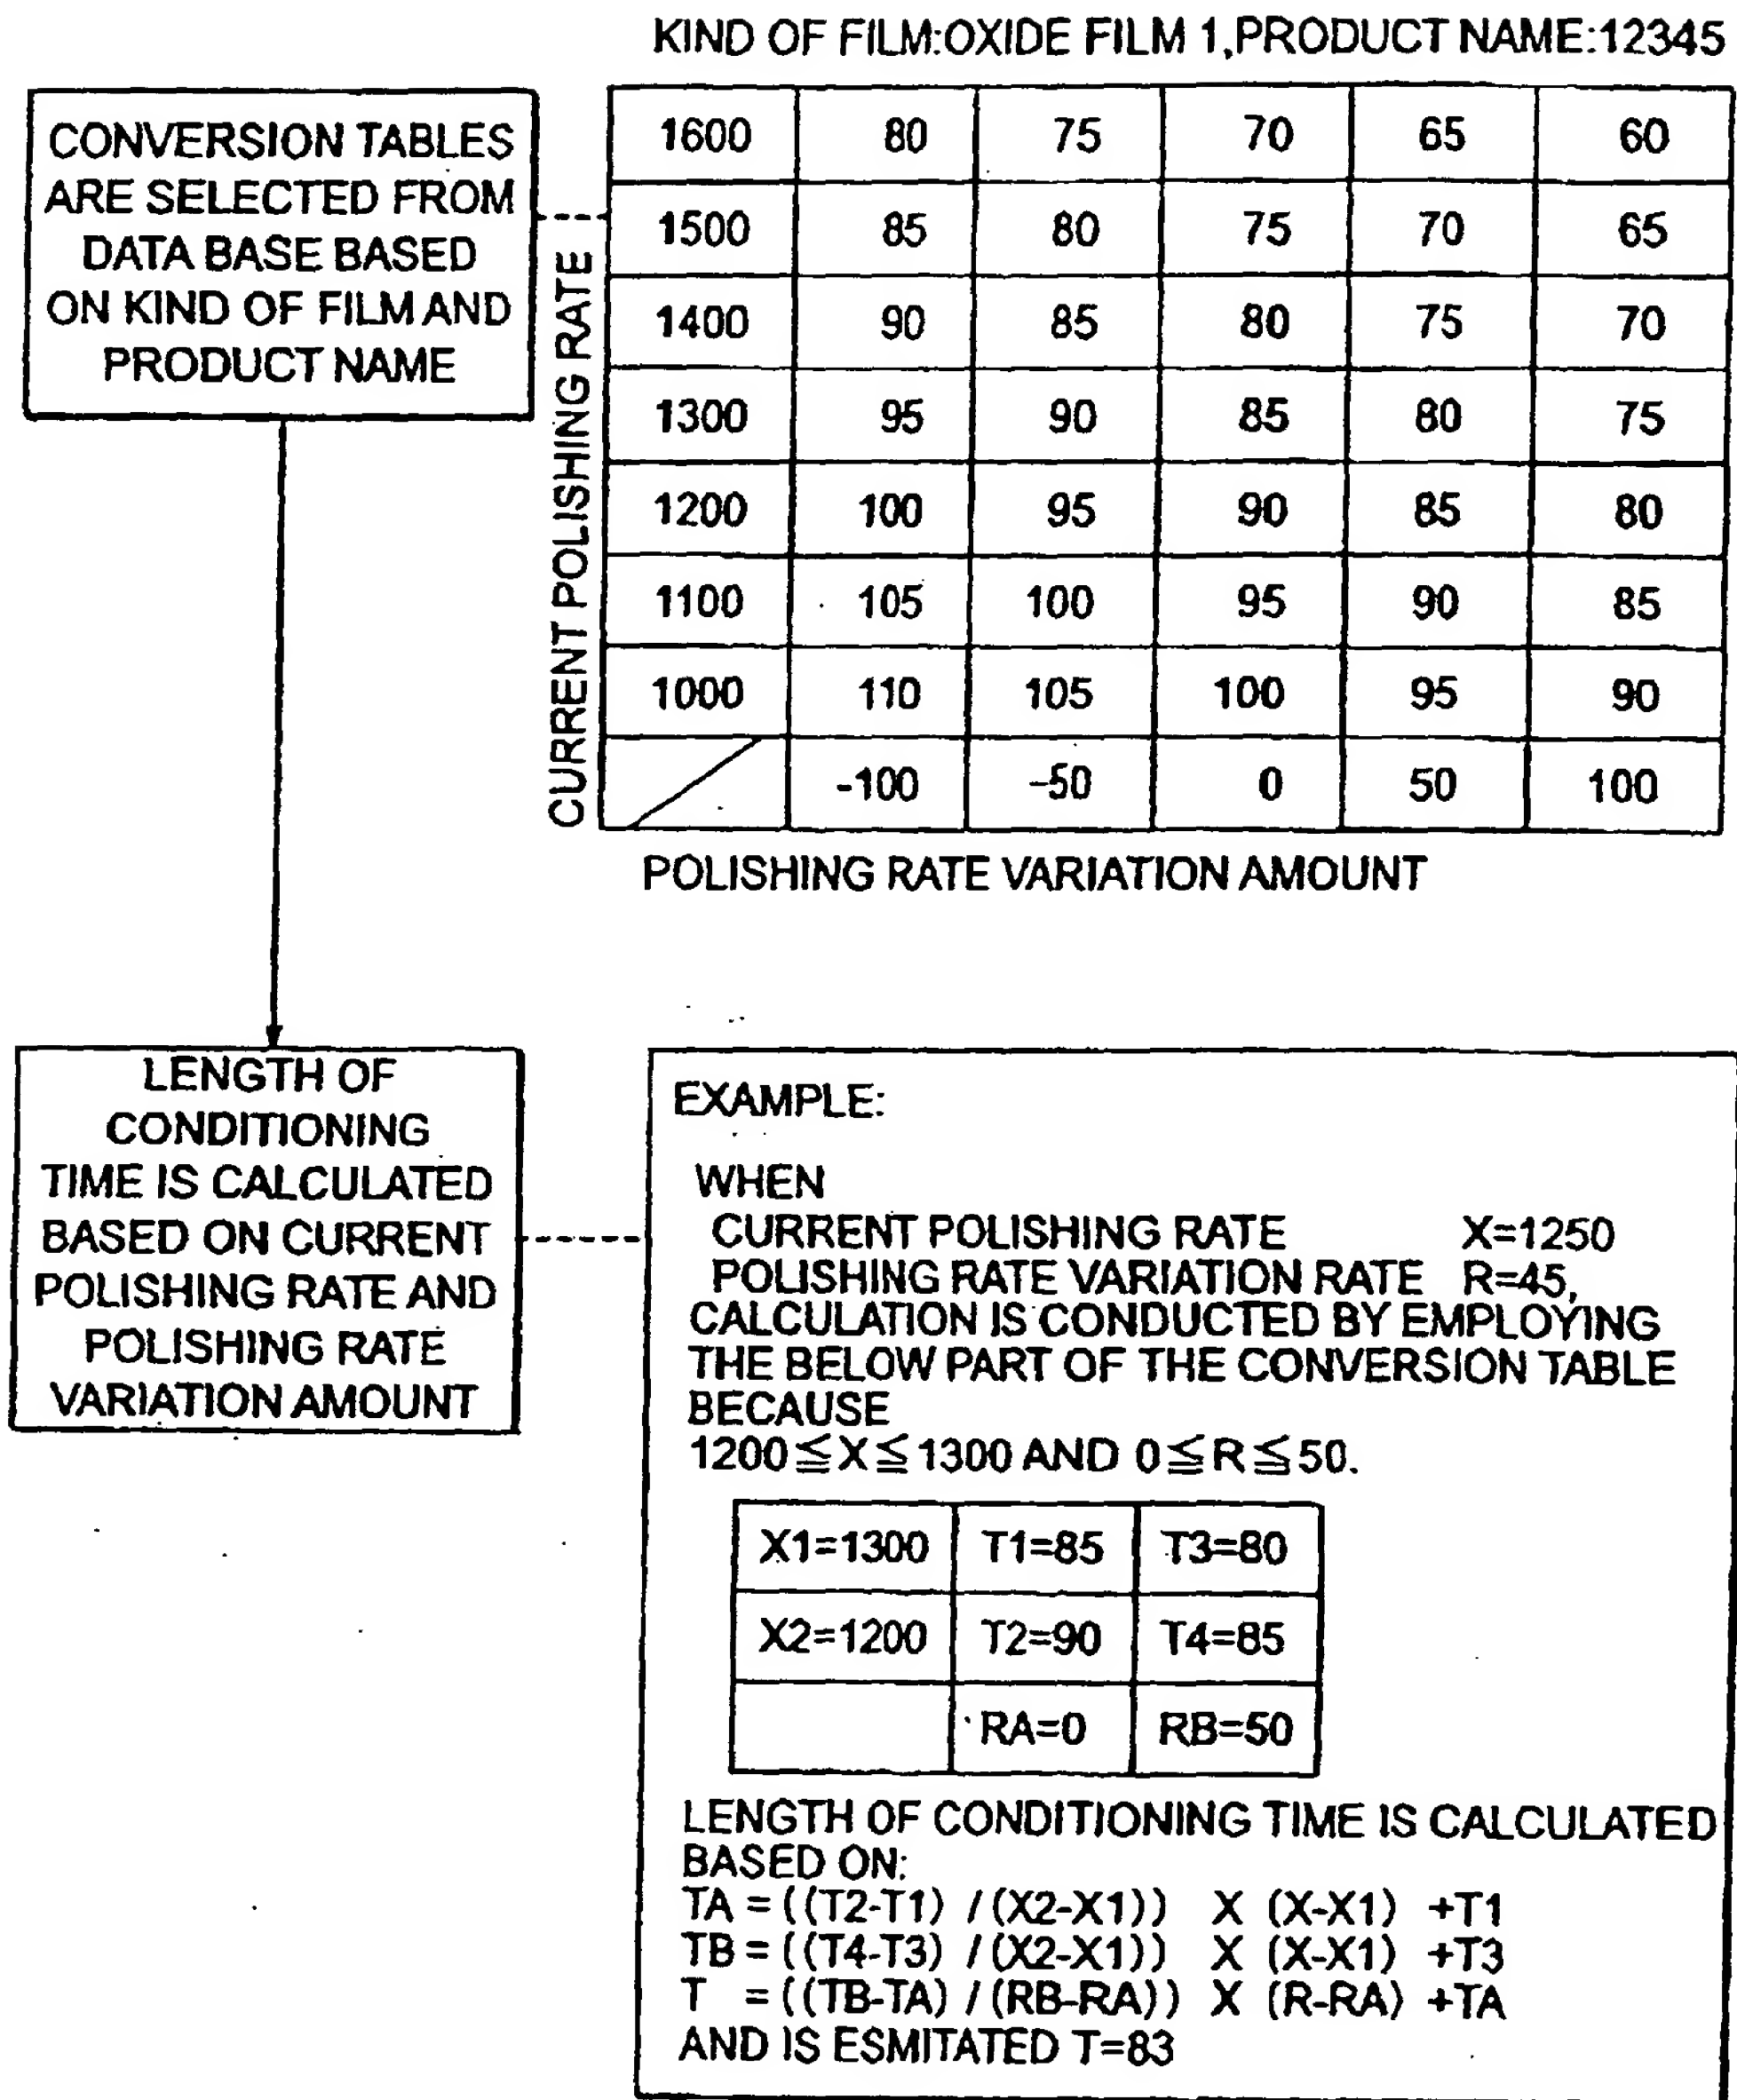 KIND OF FILM:OXIDE FILM 1,PRODUCT NAME:12345
CONVERSION TABLES
ARE SELECTED FROM
DATA BASE BASED
ON KIND OF FILM AND
PRODUCT NAME
CURRENT POLISHING RATE
1600 80 75 70 65 60
1500 85 80 75 70 65
1400 90 85 80 75 70
1300 95 90 85 80 75
1200 100 95 90 85 80
1100 105 100 95 90 85
1000 110 105 100 95 90
-100 -50 0 50 100
POLISHING RATE VARIATION AMOUNT
LENGTH OF
CONDITIONING
TIME IS CALCULATED
BASED ON CURRENT
POLISHING RATE AND
POLISHING RATE
VARIATION AMOUNT
EXAMPLE:
WHEN
CURRENT POLISHING RATE X=1250
POLISHING RATE VARIATION RATE R=45,
CALCULATION IS CONDUCTED BY EMPLOYING
THE BELOW PART OF THE CONVERSION TABLE
BECAUSE
1200≦X≦1300 AND 0≦R≦50.
X1=1300 T1=85 T3=80
X2=1200 T2=90 T4=85
RA=0 RB=50
LENGTH OF CONDITIONING TIME IS CALCULATED
BASED ON:
TA = ((T2-T1) / (X2-X1)) X (X-X1) +T1
TB = ((T4-T3) / (X2-X1)) X (X-X1) +T3
T = ((TB-TA) / (RB-RA)) X (R-RA) +TA
AND IS ESMITATED T=83